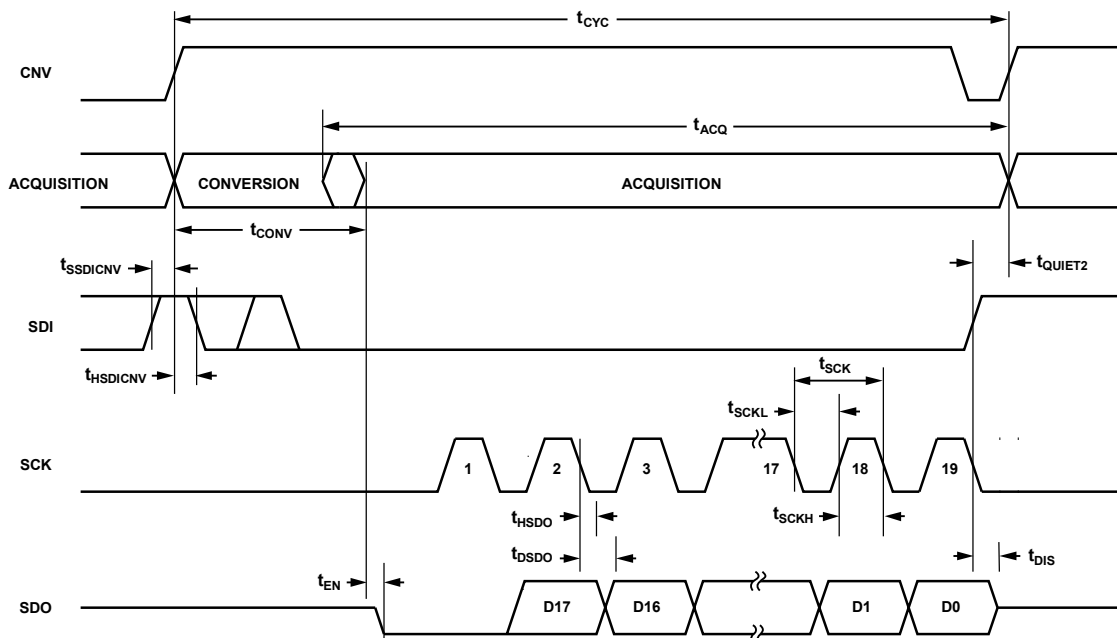 tCYC
CNV
tACQ
ACQUISITION CONVERSION ACQUISITION
tCONV
tSSDICNV
tQUIET2
SDI
tHSDICNV
tSCK
tSCKL
SCK 1 2 3 17 18 19
tHSDO
tSCKH
tDSDO
tDIS
tEN
SDO D17 D16 D1 D0